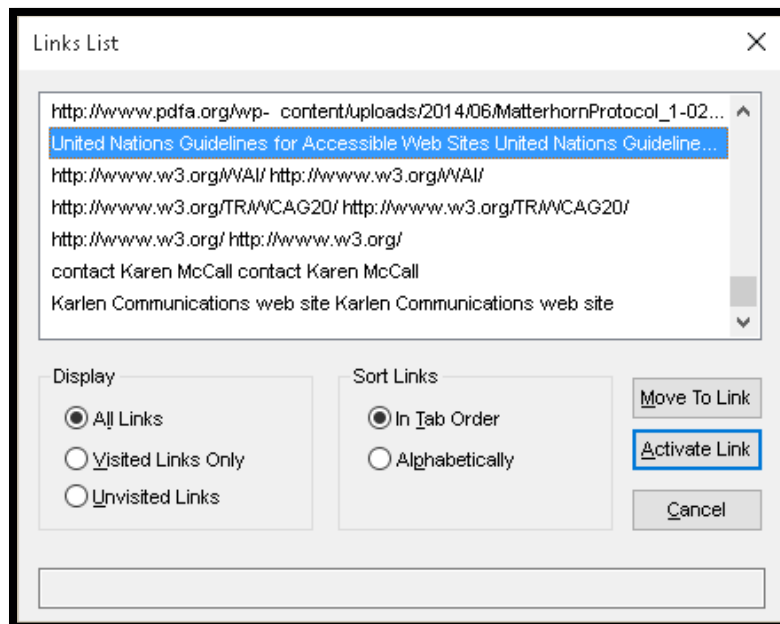 Links List
http://www.pdfa.org/wp- content/uploads/2014/06/MatterhornProtocol_1-02...
United Nations Guidelines for Accessible Web Sites United Nations Guideline...
http://www.w3.org/WAI/ http://www.w3.org/WAI/
http://www.w3.org/TR/WCAG20/ http://www.w3.org/TR/WCAG20/
http://www.w3.org/ http://www.w3.org/
contact Karen McCall contact Karen McCall
Karlen Communications web site Karlen Communications web site
Display
All Links
Visited Links Only
Unvisited Links
Sort Links
In Tab Order
Alphabetically
Move To Link
Activate Link
Cancel